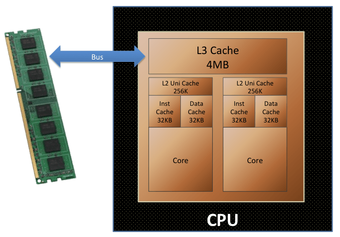 Bus
L3 Cache
4MB
L2 Uni Cache
256K
Inst
Cache
32KB
Data
Cache
32KB
Core
L2 Uni Cache
256K
Inst
Cache
32KB
Data
Cache
32KB
Core
CPU